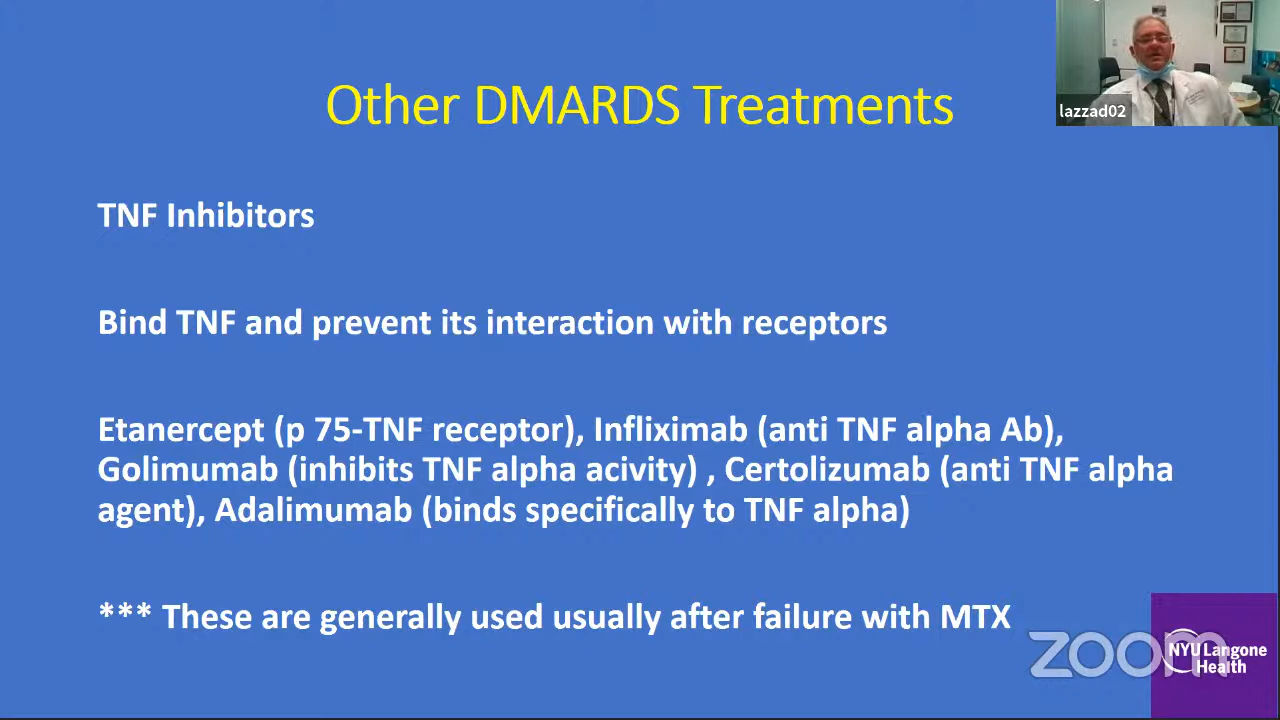 Other DMARDS Treatments
lazzad02
TNF Inhibitors
Bind TNF and prevent its interaction with receptors
Etanercept (p 75-TNF receptor), Infliximab (anti TNF alpha Ab),
Golimumab (inhibits TNF alpha acivity) , Certolizumab (anti TNF alpha
agent), Adalimumab (binds specifically to TNF alpha)
*** These are generally used usually after failure with MTX
zoom
NYU Langone
Health